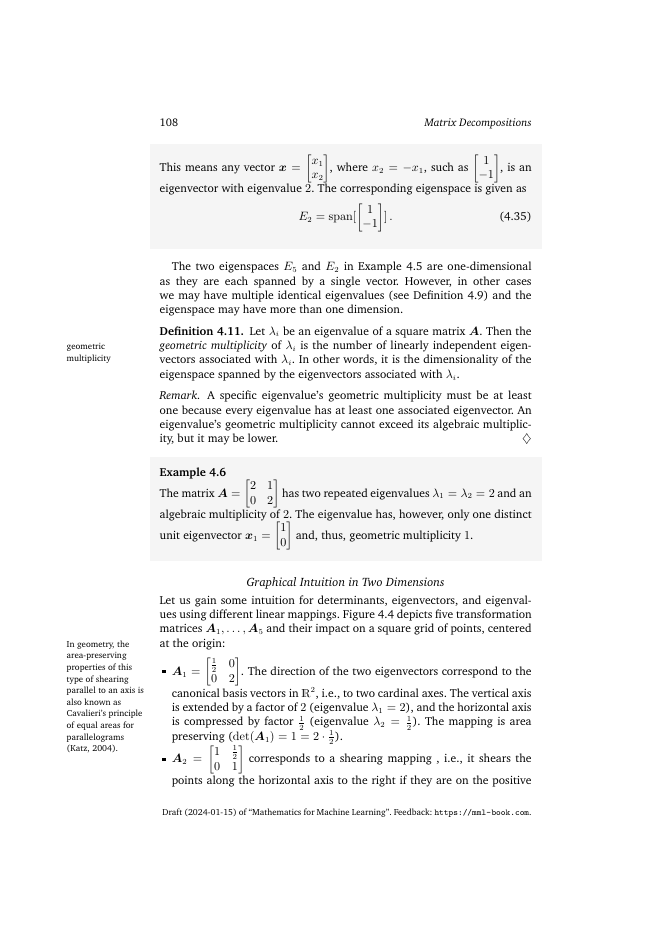 108 Matrix Decompositions
This means any vector x = [x₁ x₂], where x₂ = −x₁, such as [1 −1], is an
eigenvector with eigenvalue 2. The corresponding eigenspace is given as
E₂ = span[[1 −1]] . (4.35)
The two eigenspaces E₅ and E₂ in Example 4.5 are one-dimensional
as they are each spanned by a single vector. However, in other cases
we may have multiple identical eigenvalues (see Definition 4.9) and the
eigenspace may have more than one dimension.
Definition 4.11. Let λᵢ be an eigenvalue of a square matrix A. Then the
geometric multiplicity of λᵢ is the number of linearly independent eigen-
vectors associated with λᵢ. In other words, it is the dimensionality of the
eigenspace spanned by the eigenvectors associated with λᵢ.
geometric
multiplicity
Remark. A specific eigenvalue's geometric multiplicity must be at least
one because every eigenvalue has at least one associated eigenvector. An
eigenvalue's geometric multiplicity cannot exceed its algebraic multiplic-
ity, but it may be lower. ♢
Example 4.6
The matrix A = [2 1; 0 2] has two repeated eigenvalues λ₁ = λ₂ = 2 and an
algebraic multiplicity of 2. The eigenvalue has, however, only one distinct
unit eigenvector x₁ = [1 0] and, thus, geometric multiplicity 1.
Graphical Intuition in Two Dimensions
Let us gain some intuition for determinants, eigenvectors, and eigenval-
ues using different linear mappings. Figure 4.4 depicts five transformation
matrices A₁, . . . , A₅ and their impact on a square grid of points, centered
at the origin:
In geometry, the
area-preserving
properties of this
type of shearing
parallel to an axis is
also known as
Cavalieri's principle
of equal areas for
parallelograms
(Katz, 2004).
▪ A₁ = [½ 0; 0 2]. The direction of the two eigenvectors correspond to the
canonical basis vectors in ℝ², i.e., to two cardinal axes. The vertical axis
is extended by a factor of 2 (eigenvalue λ₁ = 2), and the horizontal axis
is compressed by factor ½ (eigenvalue λ₂ = ½). The mapping is area
preserving (det(A₁) = 1 = 2 · ½).
▪ A₂ = [1 ½; 0 1] corresponds to a shearing mapping , i.e., it shears the
points along the horizontal axis to the right if they are on the positive
Draft (2024-01-15) of “Mathematics for Machine Learning”. Feedback: https://mml-book.com.